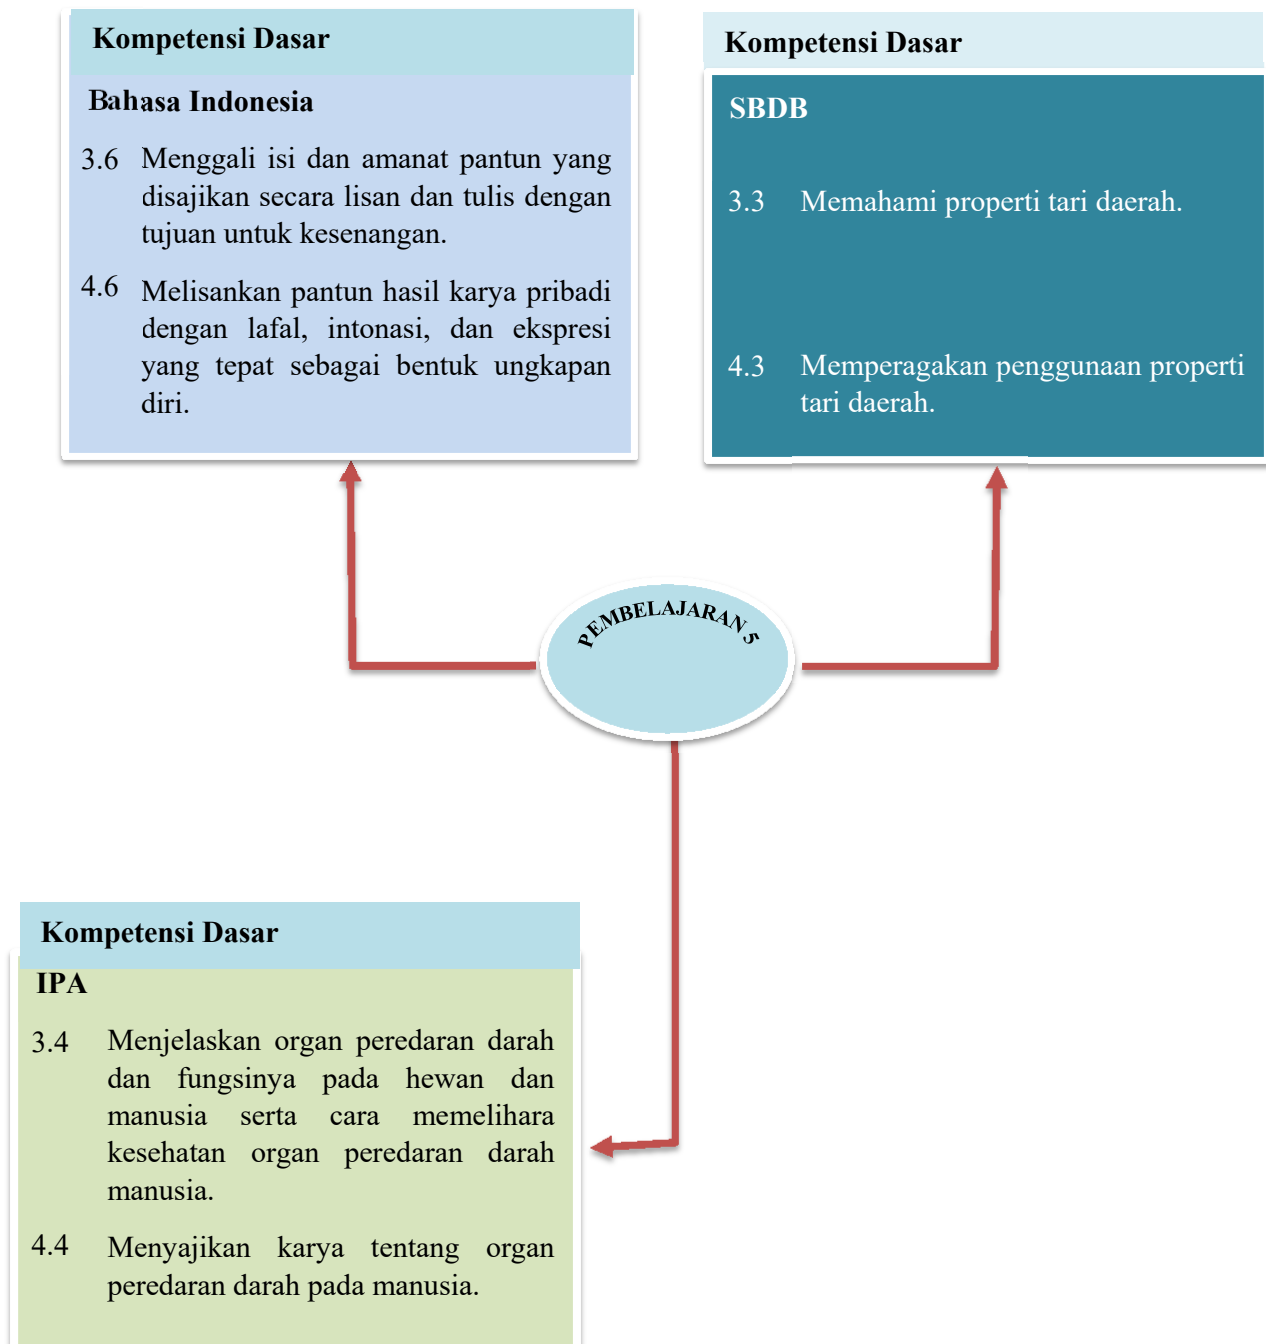 Kompetensi Dasar
Bahasa Indonesia
3.6 Menggali isi dan amanat pantun yang
disajikan secara lisan dan tulis dengan
tujuan untuk kesenangan.
4.6 Melisankan pantun hasil karya pribadi
dengan lafal, intonasi, dan ekspresi
yang tepat sebagai bentuk ungkapan
diri.
Kompetensi Dasar
SBDB
3.3 Memahami properti tari daerah.
4.3 Memperagakan penggunaan properti
tari daerah.
PEMBELAJARAN 5
Kompetensi Dasar
IPA
3.4 Menjelaskan organ peredaran darah
dan fungsinya pada hewan dan
manusia serta cara memelihara
kesehatan organ peredaran darah
manusia.
4.4 Menyajikan karya tentang organ
peredaran darah pada manusia.